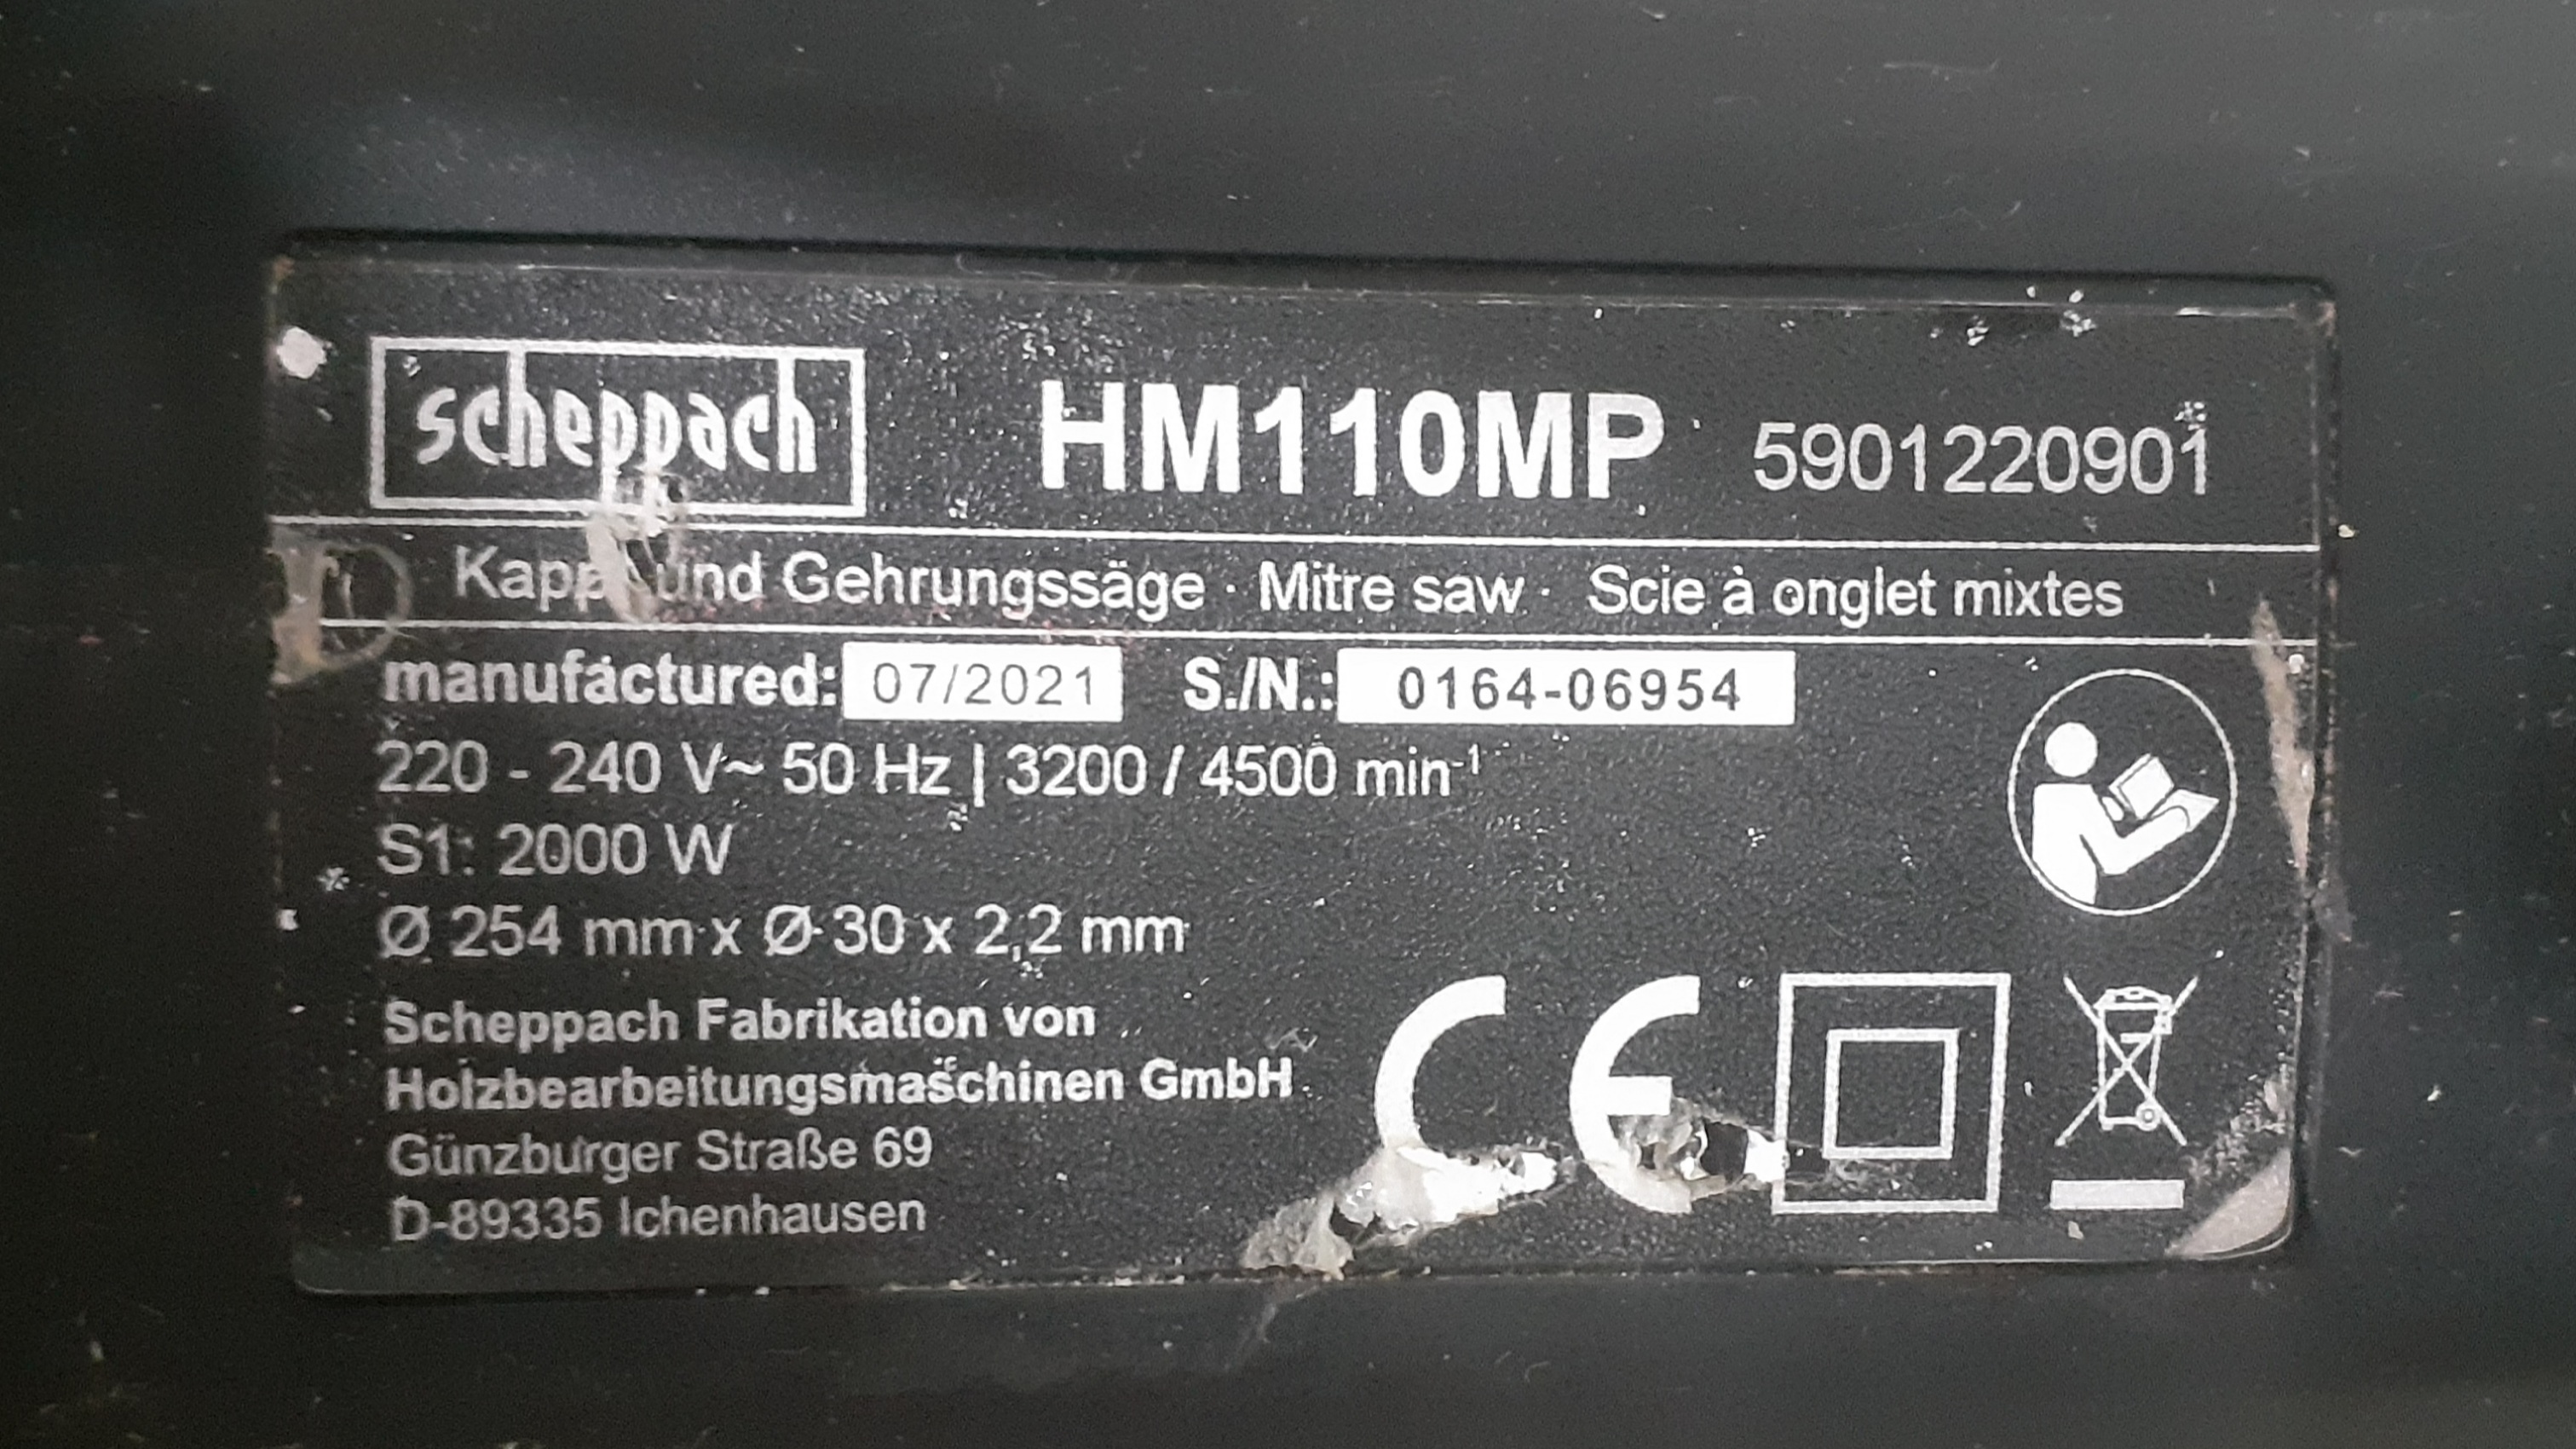 scheppach HM110MP 5901220901
Kapp- und Gehrungssäge · Mitre saw · Scie à onglet mixtes
manufactured: 07/2021 S./N.: 0164-06954
220 - 240 V~ 50 Hz | 3200 / 4500 min⁻¹
S1: 2000 W
Ø 254 mm x Ø 30 x 2,2 mm
Scheppach Fabrikation von
Holzbearbeitungsmaschinen GmbH
Günzburger Straße 69
D-89335 Ichenhausen
CE